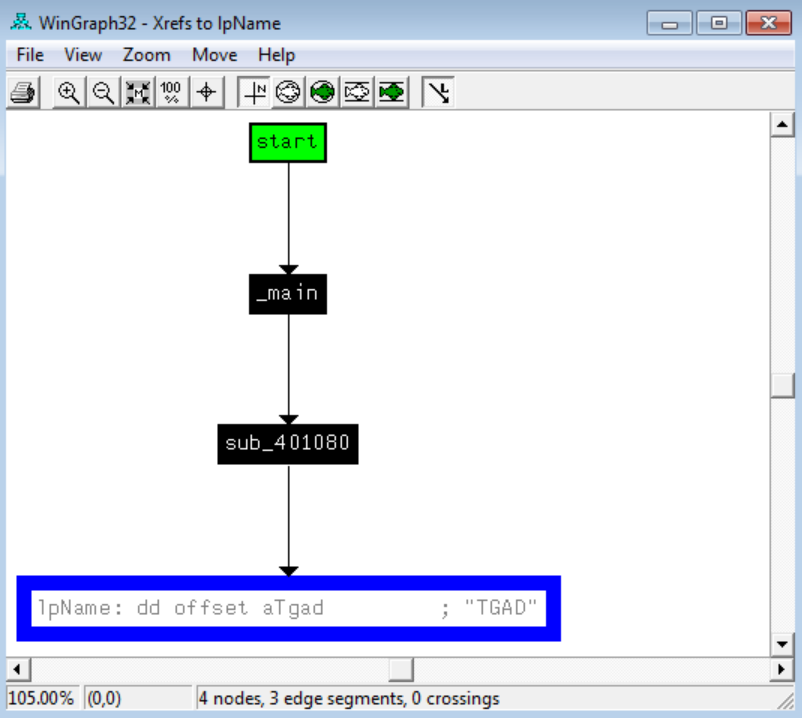 WinGraph32 - Xrefs to lpName
File View Zoom Move Help
100 %
N
start
_main
sub_401080
lpName: dd offset aTgad ; "TGAD"
105.00% (0,0) 4 nodes, 3 edge segments, 0 crossings